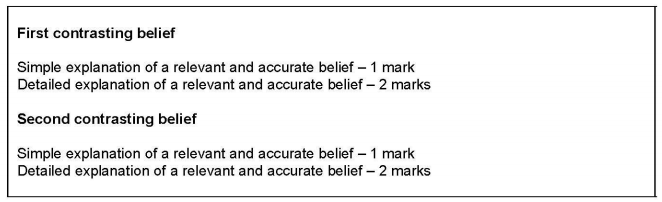 First contrasting belief
Simple explanation of a relevant and accurate belief – 1 mark
Detailed explanation of a relevant and accurate belief – 2 marks
Second contrasting belief
Simple explanation of a relevant and accurate belief – 1 mark
Detailed explanation of a relevant and accurate belief – 2 marks